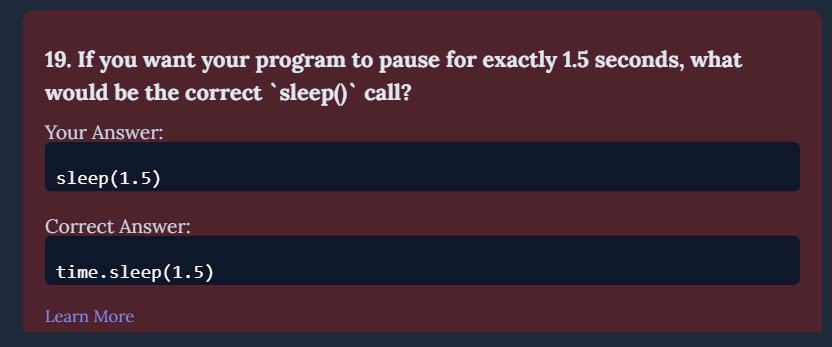 19. If you want your program to pause for exactly 1.5 seconds, what
would be the correct `sleep()` call?
Your Answer:
sleep(1.5)
Correct Answer:
time.sleep(1.5)
Learn More